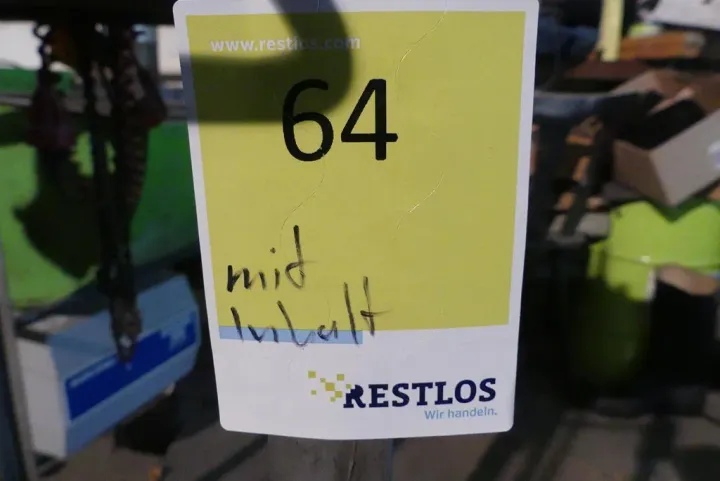 www.restlos.com
64
mit
Inhalt
RESTLOS
Wir handeln.